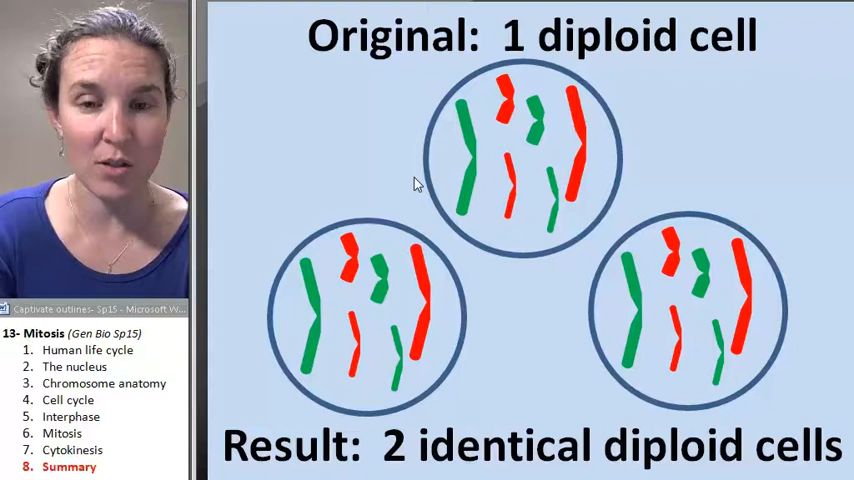 Original: 1 diploid cell
Result: 2 identical diploid cells
Captivate outlines- Sp15 - Microsoft W...
13- Mitosis (Gen Bio Sp15)
1. Human life cycle
2. The nucleus
3. Chromosome anatomy
4. Cell cycle
5. Interphase
6. Mitosis
7. Cytokinesis
8. Summary